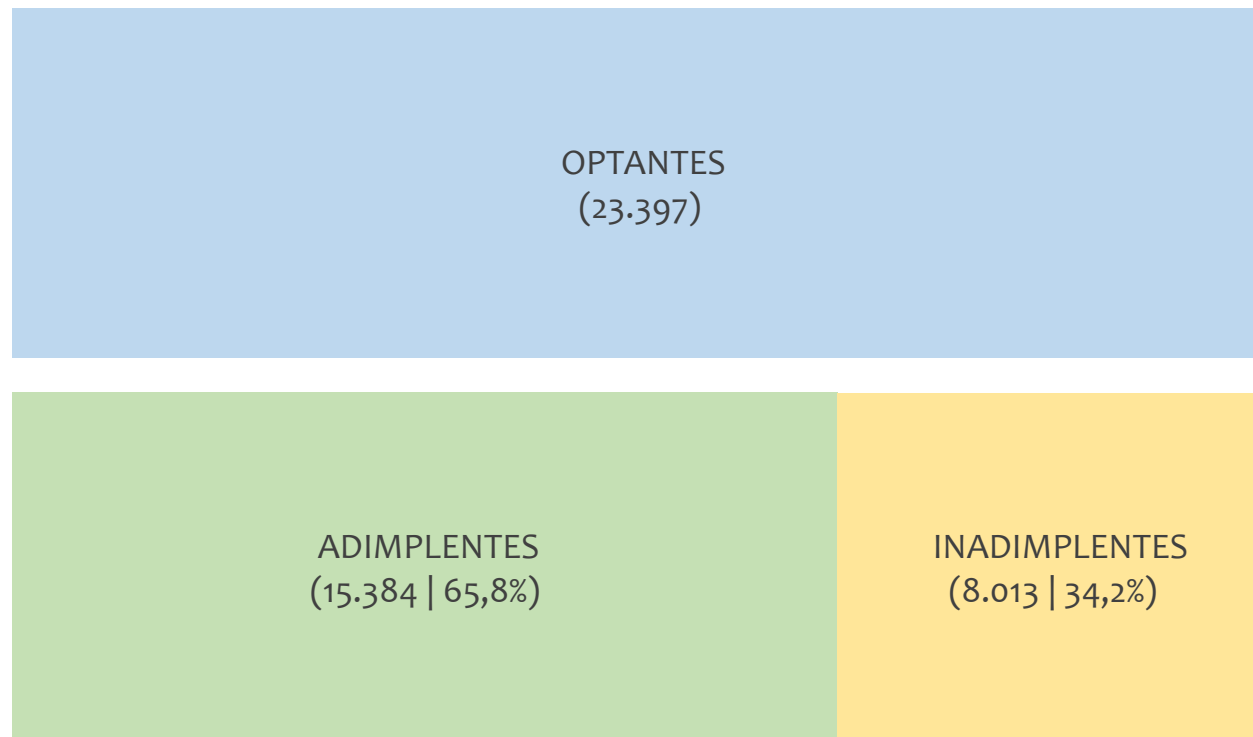 OPTANTES
(23.397)
ADIMPLENTES
(15.384 | 65,8%)
INADIMPLENTES
(8.013 | 34,2%)